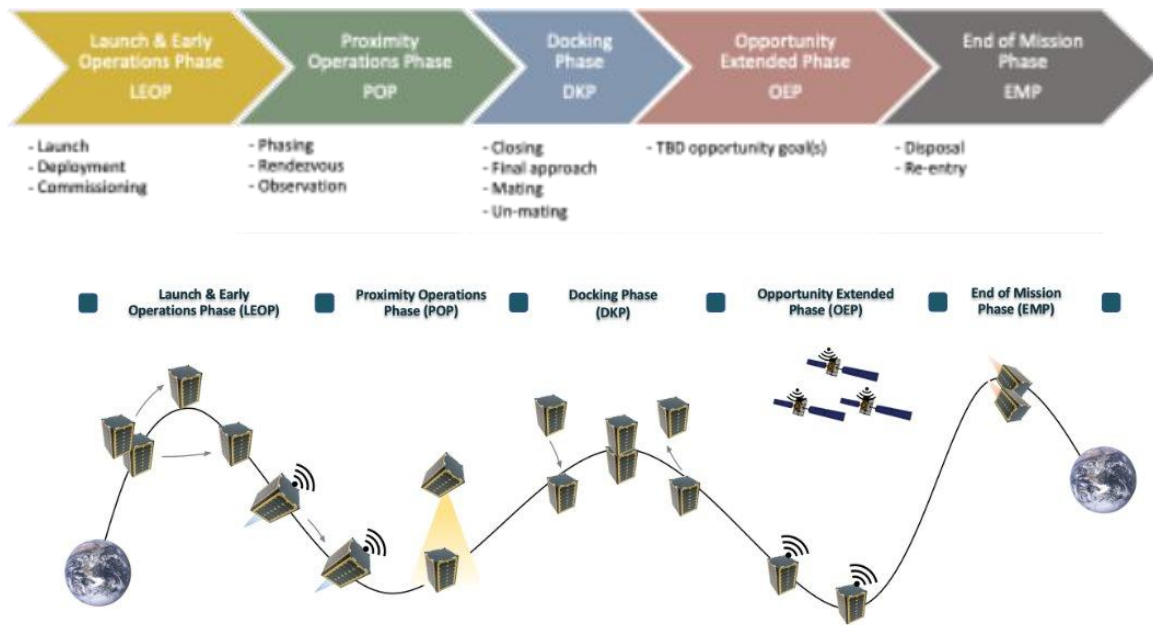 Launch & Early
Operations Phase
LEOP
Proximity
Operations Phase
POP
Docking
Phase
DKP
Opportunity
Extended Phase
OEP
End of Mission
Phase
EMP
- Launch
- Deployment
- Commissioning
- Phasing
- Rendezvous
- Observation
- Closing
- Final approach
- Mating
- Un-mating
- TBD opportunity goal(s)
- Disposal
- Re-entry
Launch & Early
Operations Phase (LEOP)
Proximity Operations
Phase (POP)
Docking Phase
(DKP)
Opportunity Extended
Phase (OEP)
End of Mission
Phase (EMP)